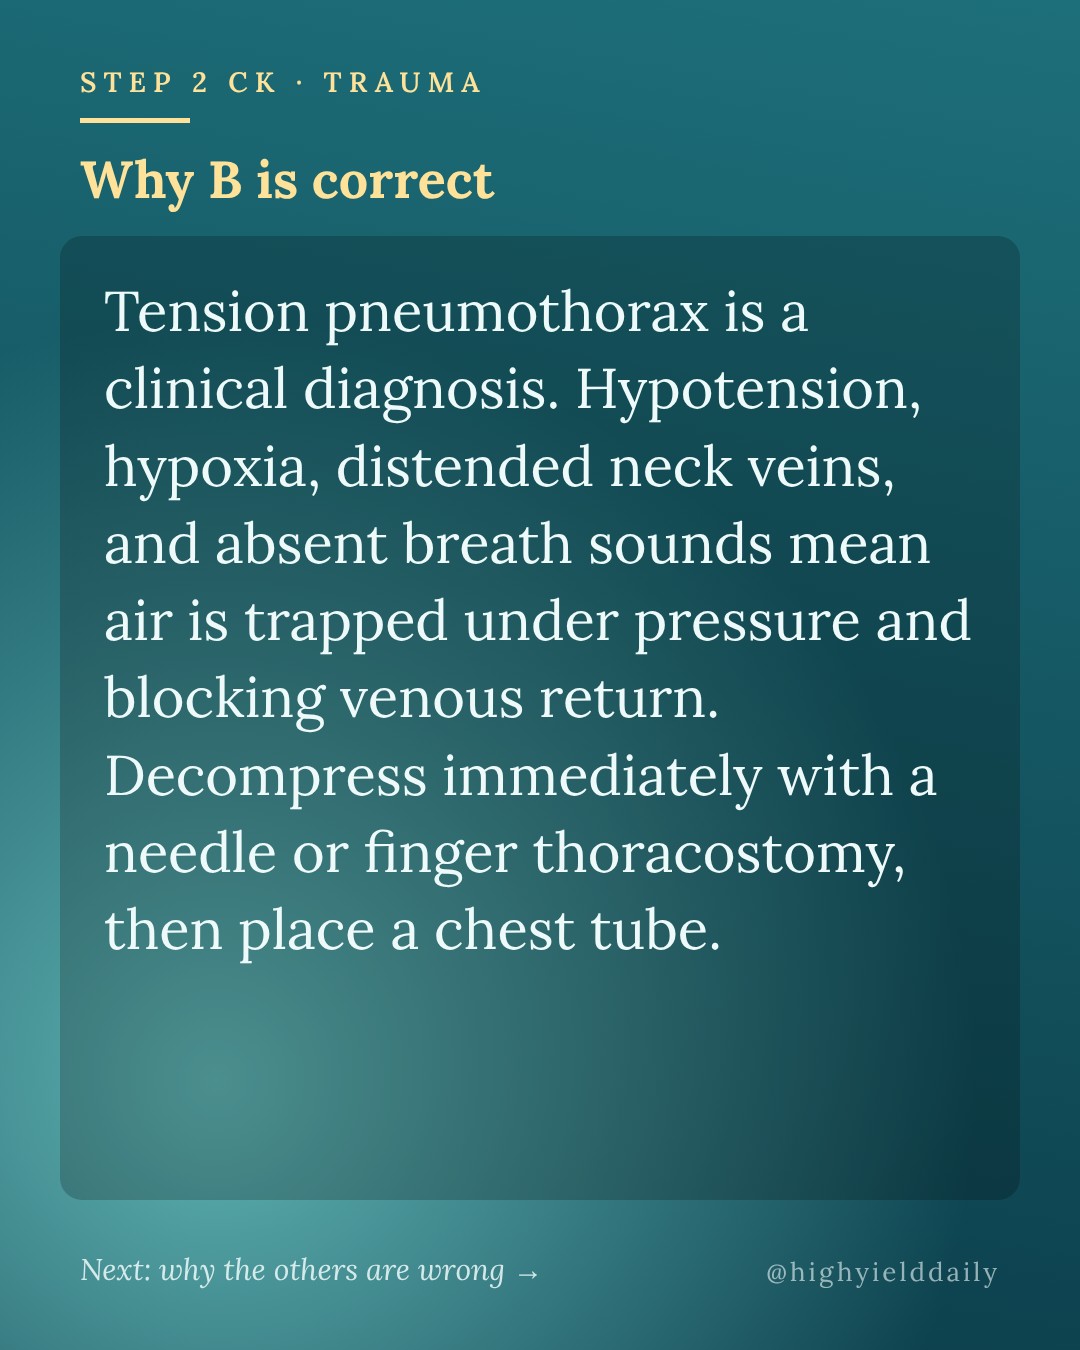 STEP 2 CK · TRAUMA
Why B is correct
Tension pneumothorax is a
clinical diagnosis. Hypotension,
hypoxia, distended neck veins,
and absent breath sounds mean
air is trapped under pressure and
blocking venous return.
Decompress immediately with a
needle or finger thoracostomy,
then place a chest tube.
Next: why the others are wrong →
@highyielddaily